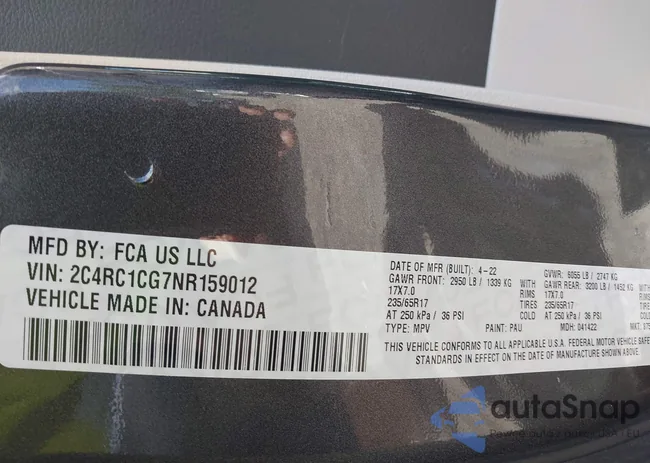 MFD BY: FCA US LLC
VIN: 2C4RC1CG7NR159012
VEHICLE MADE IN: CANADA
DATE OF MFR (BUILT): 4-22 GVWR: 6055 LB / 2747 KG
GAWR FRONT: 2950 LB / 1339 KG WITH GAWR REAR: 3200 LB / 1452 KG
17X7.0 RIMS 17X7.0
235/65R17 TIRES 235/65R17
AT 250 kPa / 36 PSI COLD AT 250 kPa / 36 PSI
TYPE: MPV PAINT: PAU MDH: 041422
THIS VEHICLE CONFORMS TO ALL APPLICABLE U.S.A. FEDERAL MOTOR VEHICLE SAFE
STANDARDS IN EFFECT ON THE DATE OF MANUFACTURE SHOWN ABOVE.
autaSnap